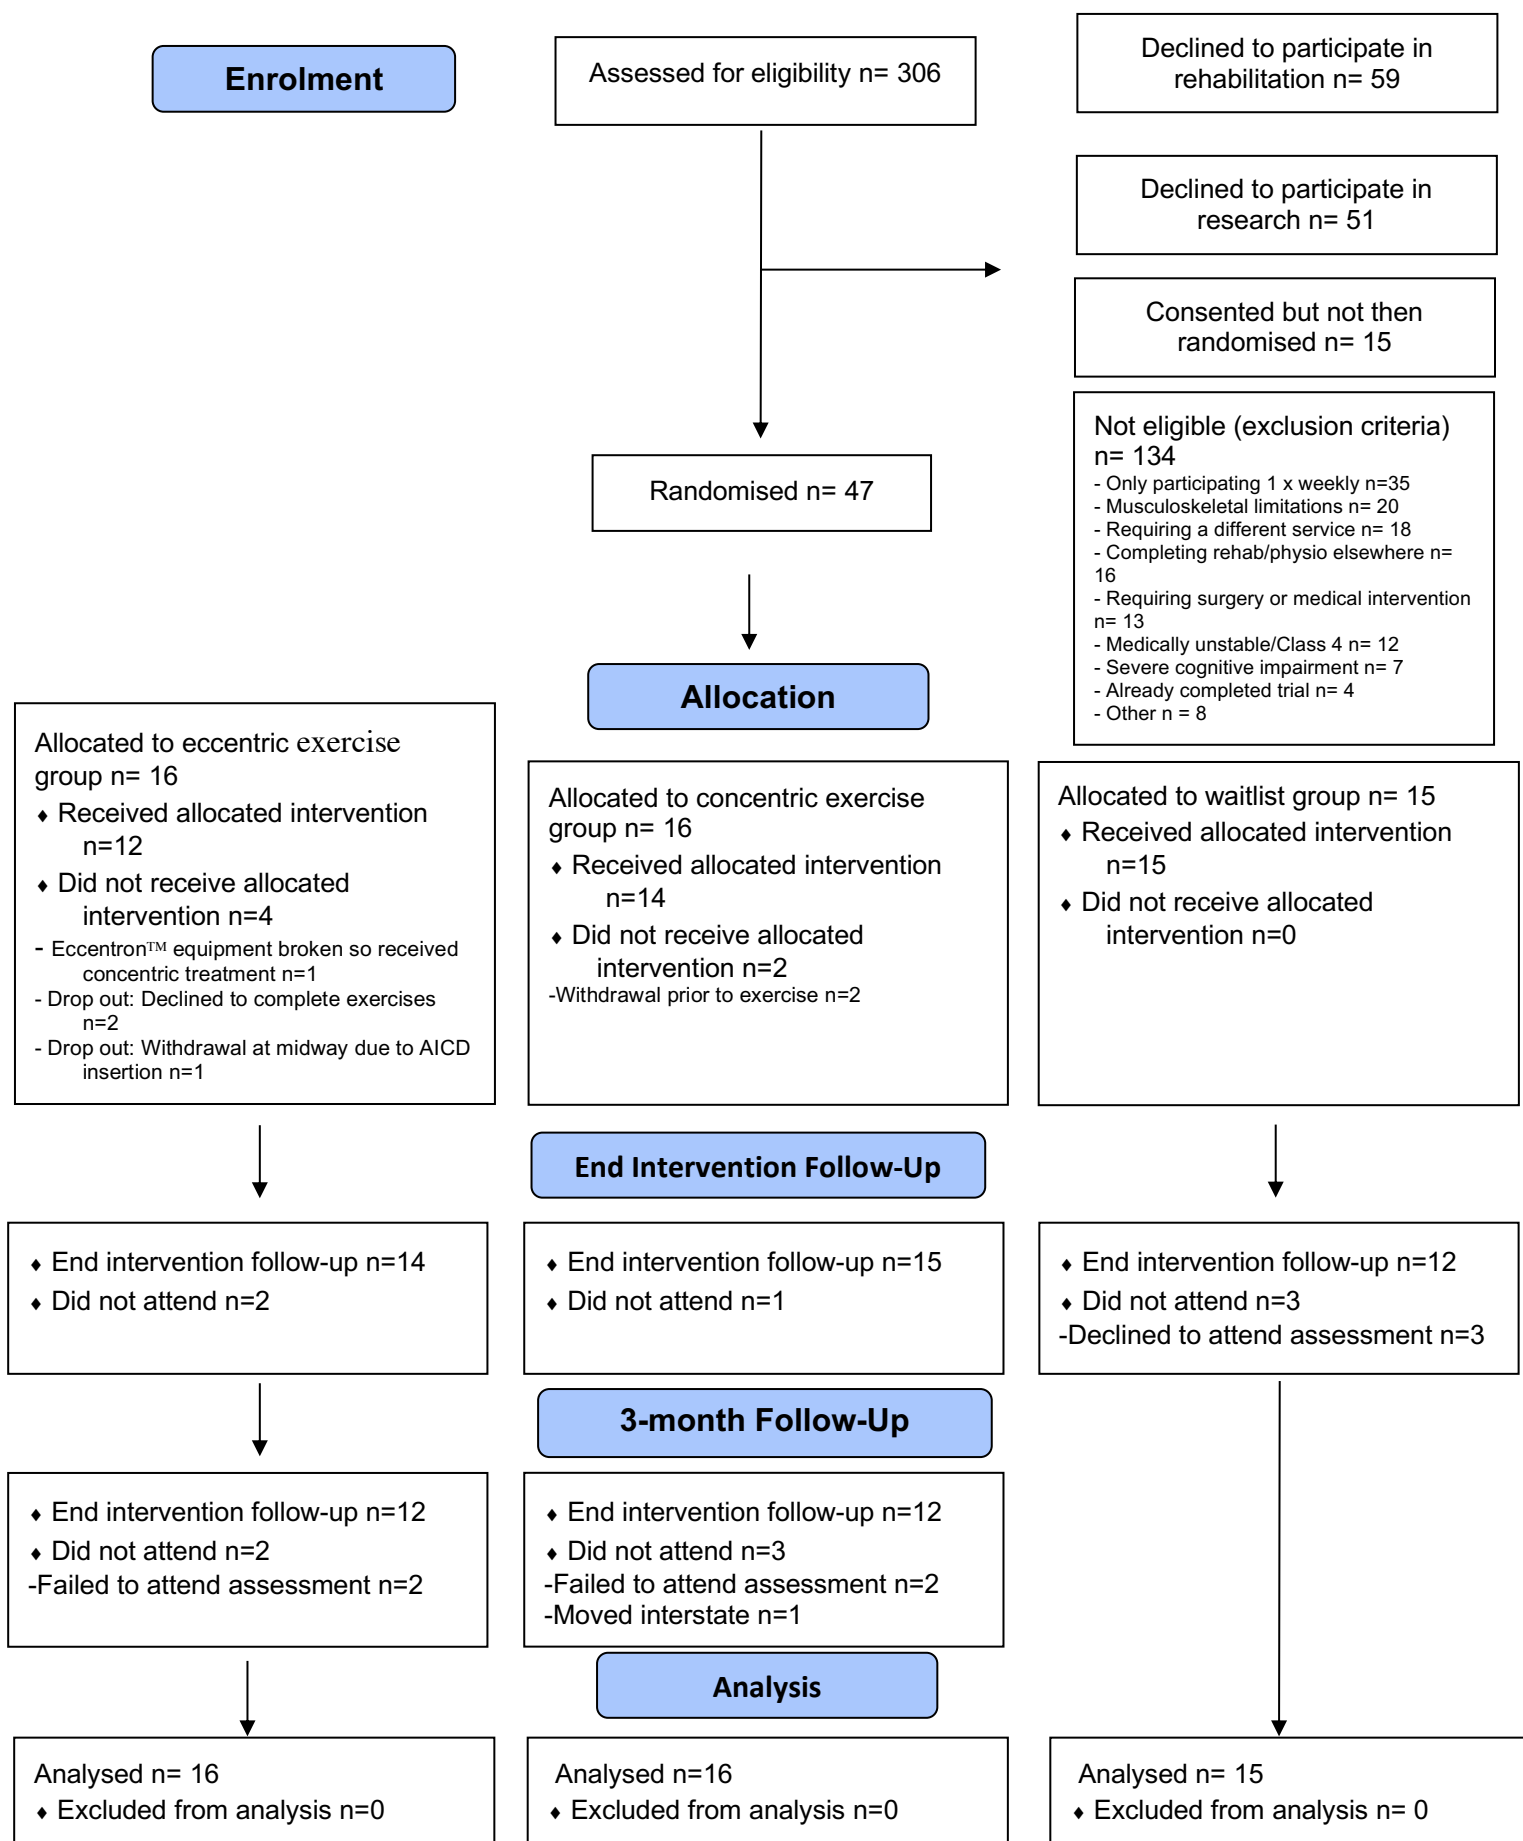 Enrolment
Assessed for eligibility n= 306
Declined to participate in
rehabilitation n= 59
Declined to participate in
research n= 51
Consented but not then
randomised n= 15
Not eligible (exclusion criteria)
n= 134
- Only participating 1 x weekly n=35
- Musculoskeletal limitations n= 20
- Requiring a different service n= 18
- Completing rehab/physio elsewhere n=
16
- Requiring surgery or medical intervention
n= 13
- Medically unstable/Class 4 n= 12
- Severe cognitive impairment n= 7
- Already completed trial n= 4
- Other n = 8
Randomised n= 47
Allocation
Allocated to eccentric exercise
group n= 16
♦ Received allocated intervention
n=12
♦ Did not receive allocated
intervention n=4
- Eccentron™ equipment broken so received
concentric treatment n=1
- Drop out: Declined to complete exercises
n=2
- Drop out: Withdrawal at midway due to AICD
insertion n=1
Allocated to concentric exercise
group n= 16
♦ Received allocated intervention
n=14
♦ Did not receive allocated
intervention n=2
-Withdrawal prior to exercise n=2
Allocated to waitlist group n= 15
♦ Received allocated intervention
n=15
♦ Did not receive allocated
intervention n=0
End Intervention Follow-Up
♦ End intervention follow-up n=14
♦ Did not attend n=2
♦ End intervention follow-up n=15
♦ Did not attend n=1
♦ End intervention follow-up n=12
♦ Did not attend n=3
-Declined to attend assessment n=3
3-month Follow-Up
♦ End intervention follow-up n=12
♦ Did not attend n=2
-Failed to attend assessment n=2
♦ End intervention follow-up n=12
♦ Did not attend n=3
-Failed to attend assessment n=2
-Moved interstate n=1
Analysis
Analysed n= 16
♦ Excluded from analysis n=0
Analysed n=16
♦ Excluded from analysis n=0
Analysed n= 15
♦ Excluded from analysis n= 0